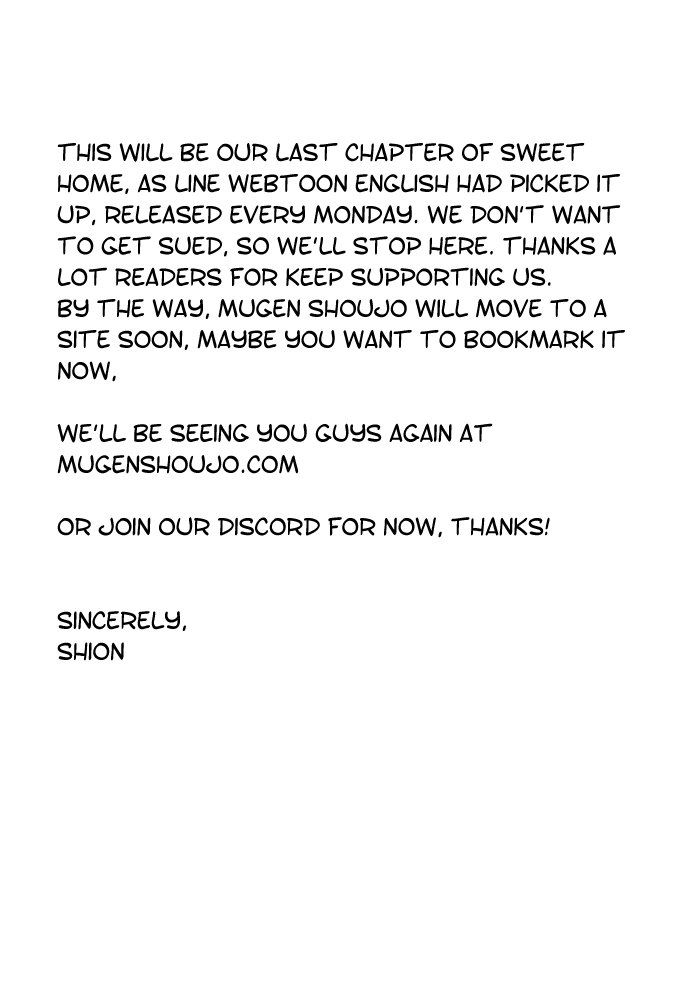 THIS WILL BE OUR LAST CHAPTER OF SWEET
HOME, AS LINE WEBTOON ENGLISH HAD PICKED IT
UP, RELEASED EVERY MONDAY. WE DON'T WANT
TO GET SUED, SO WE'LL STOP HERE. THANKS A
LOT READERS FOR KEEP SUPPORTING US.
BY THE WAY, MUGEN SHOUJO WILL MOVE TO A
SITE SOON, MAYBE YOU WANT TO BOOKMARK IT
NOW,
WE'LL BE SEEING YOU GUYS AGAIN AT
MUGENSHOUJO.COM
OR JOIN OUR DISCORD FOR NOW, THANKS!
SINCERELY,
SHION